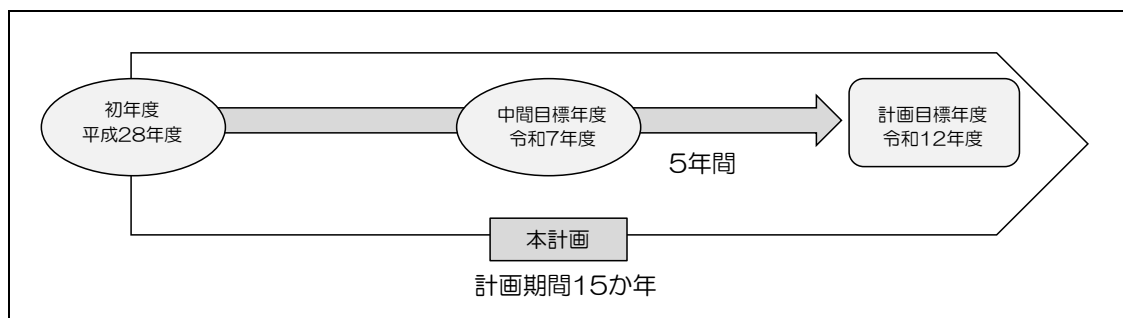 初年度
平成28年度
中間目標年度
令和7年度
5年間
計画目標年度
令和12年度
本計画
計画期間15か年